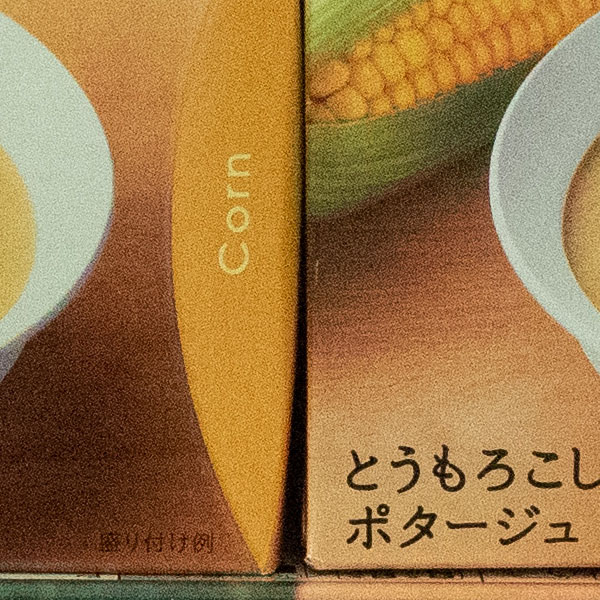 Corn
盛り付け例
とうもろこし
ポタージュ